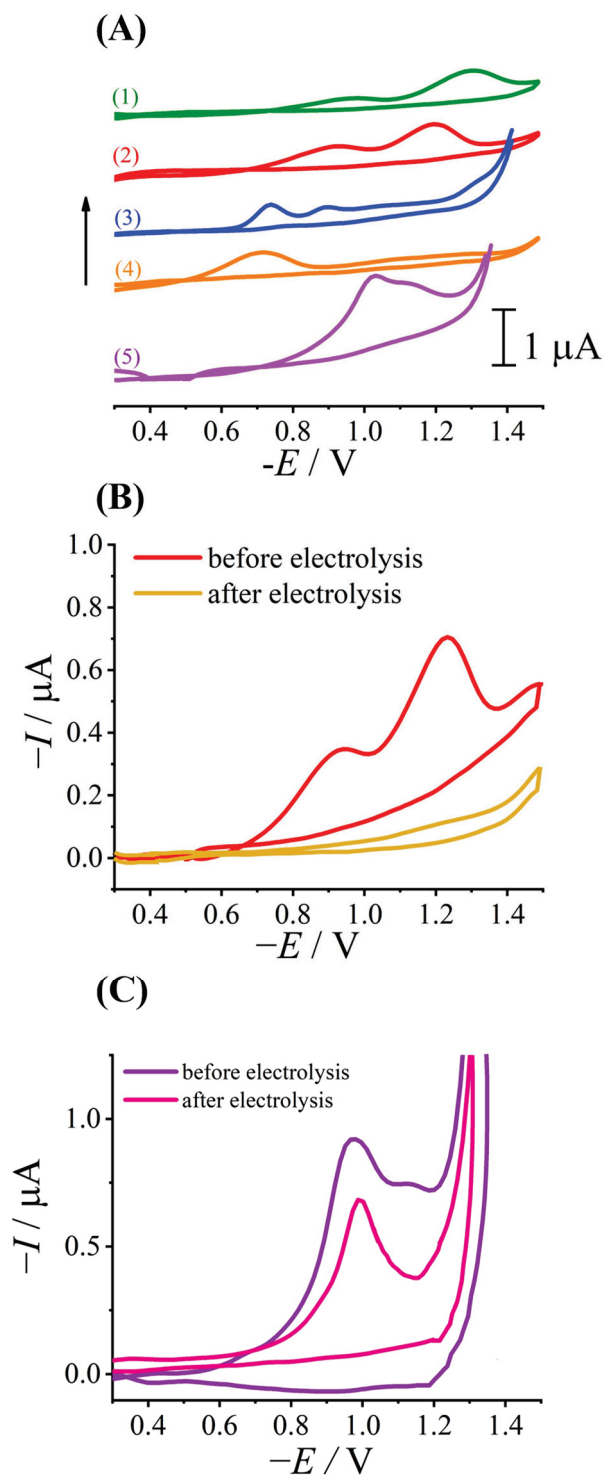 (A)
(1)
(2)
(3)
(4)
(5)
1 μA
0.4 0.6 0.8 1.0 1.2 1.4
-E / V
(B)
before electrolysis
after electrolysis
1.0
0.8
0.6
0.4
0.2
0.0
−I / μA
0.4 0.6 0.8 1.0 1.2 1.4
−E / V
(C)
before electrolysis
after electrolysis
1.0
0.5
0.0
−I / μA
0.4 0.6 0.8 1.0 1.2 1.4
−E / V